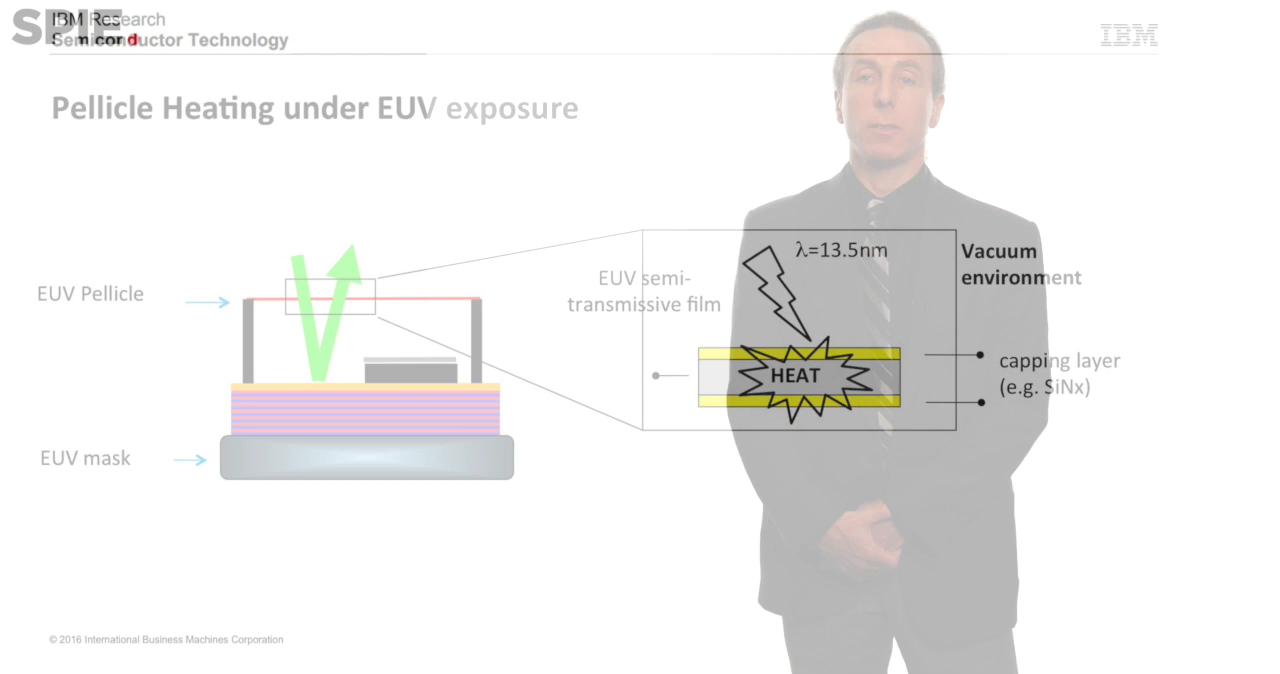 SPIE
IBM Research
Semiconductor Technology
IBM
Pellicle Heating under EUV exposure
λ=13.5nm
Vacuum
environment
EUV semi-
transmissive film
EUV Pellicle
HEAT
capping layer
(e.g. SiNx)
EUV mask
© 2016 International Business Machines Corporation